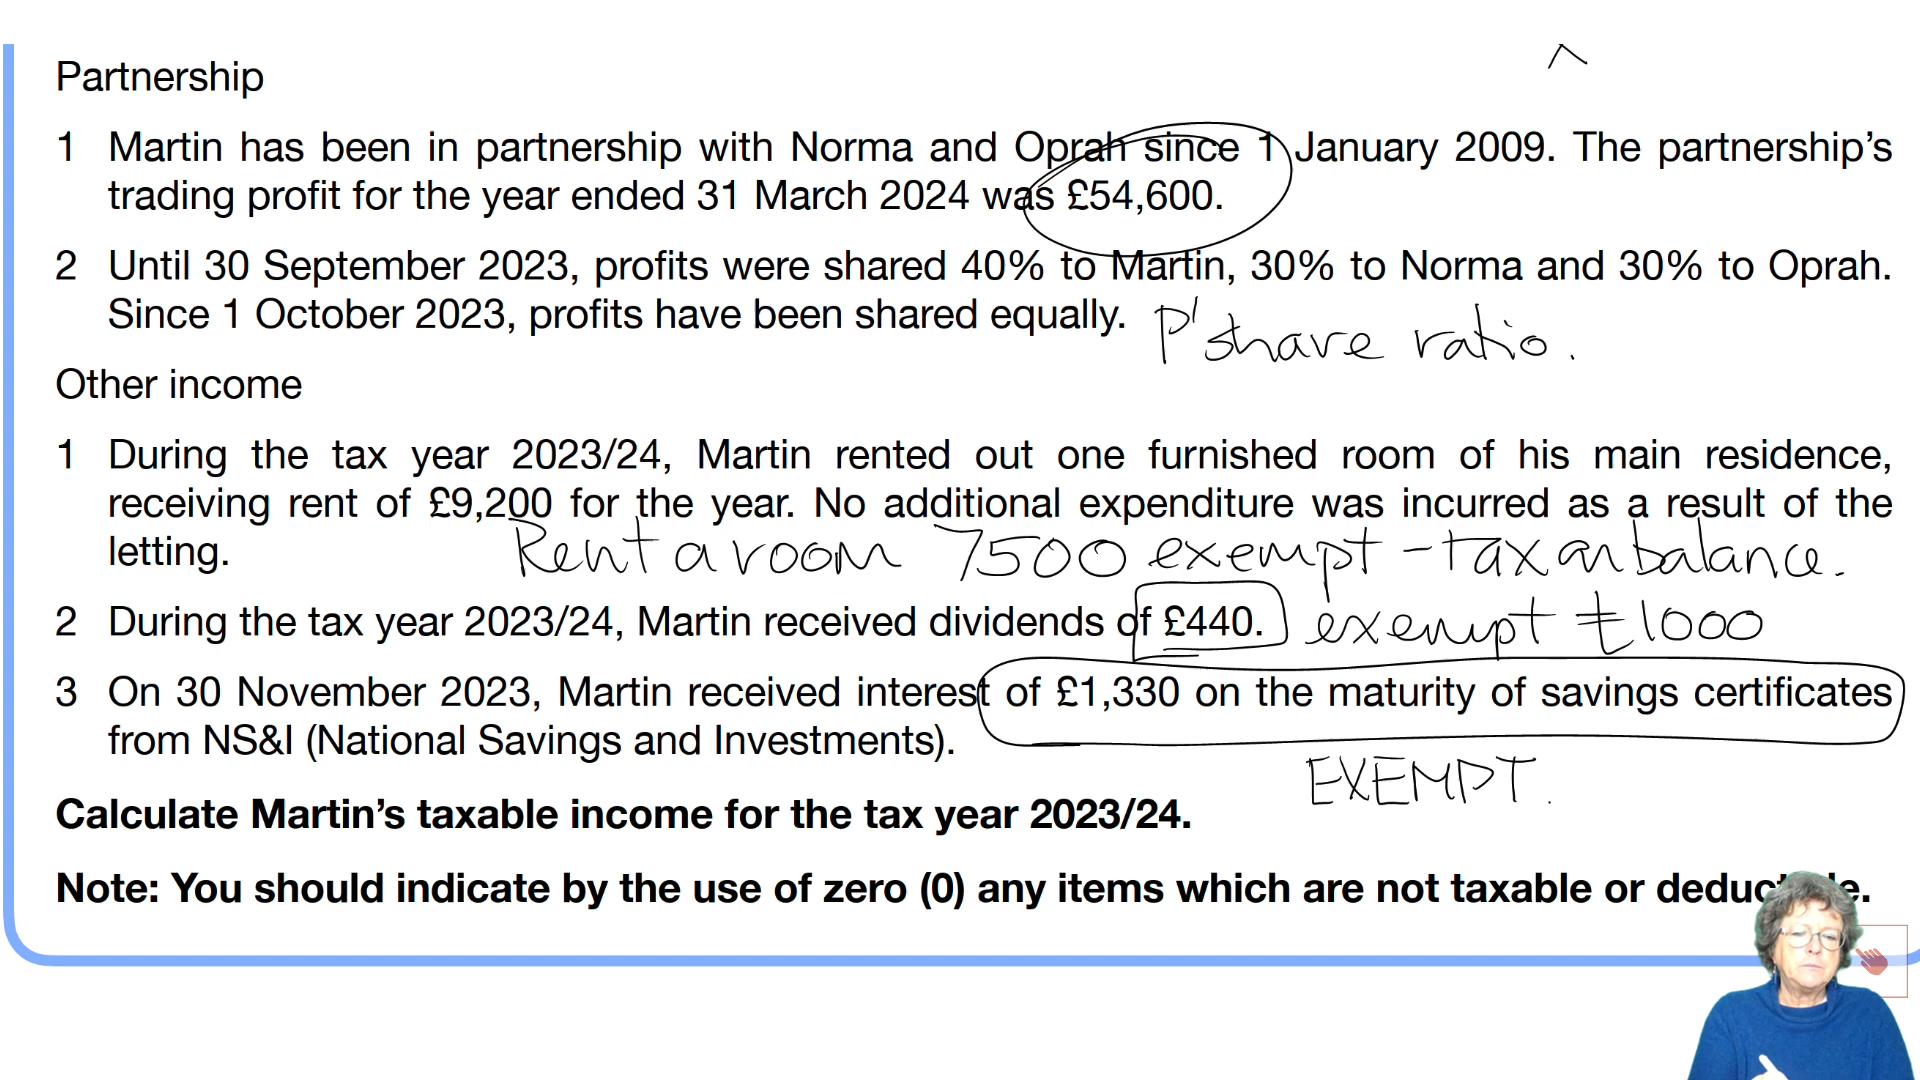 Partnership
1 Martin has been in partnership with Norma and Oprah since 1 January 2009. The partnership’s
trading profit for the year ended 31 March 2024 was £54,600.
2 Until 30 September 2023, profits were shared 40% to Martin, 30% to Norma and 30% to Oprah.
Since 1 October 2023, profits have been shared equally.
P'share ratio.
Other income
1 During the tax year 2023/24, Martin rented out one furnished room of his main residence,
receiving rent of £9,200 for the year. No additional expenditure was incurred as a result of the
letting.
Rent a room 7500 exempt - tax on balance.
2 During the tax year 2023/24, Martin received dividends of £440.
exempt £1000
3 On 30 November 2023, Martin received interest of £1,330 on the maturity of savings certificates
from NS&I (National Savings and Investments).
EXEMPT.
Calculate Martin’s taxable income for the tax year 2023/24.
Note: You should indicate by the use of zero (0) any items which are not taxable or